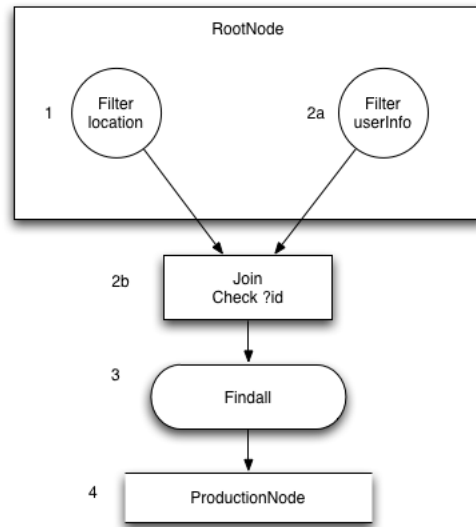 RootNode
1
Filter
location
2a
Filter
userInfo
2b
Join
Check ?id
3
Findall
4
ProductionNode